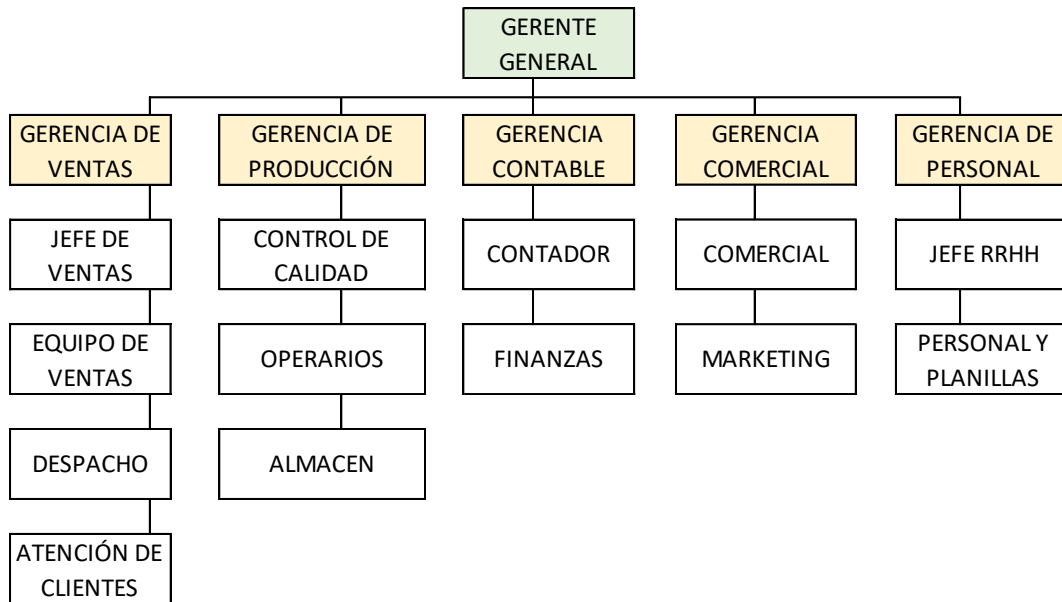 GERENTE
GENERAL
GERENCIA DE
VENTAS
GERENCIA DE
PRODUCCIÓN
GERENCIA
CONTABLE
GERENCIA
COMERCIAL
GERENCIA DE
PERSONAL
JEFE DE
VENTAS
CONTROL DE
CALIDAD
CONTADOR
COMERCIAL
JEFE RRHH
EQUIPO DE
VENTAS
OPERARIOS
FINANZAS
MARKETING
PERSONAL Y
PLANILLAS
DESPACHO
ALMACEN
ATENCIÓN DE
CLIENTES